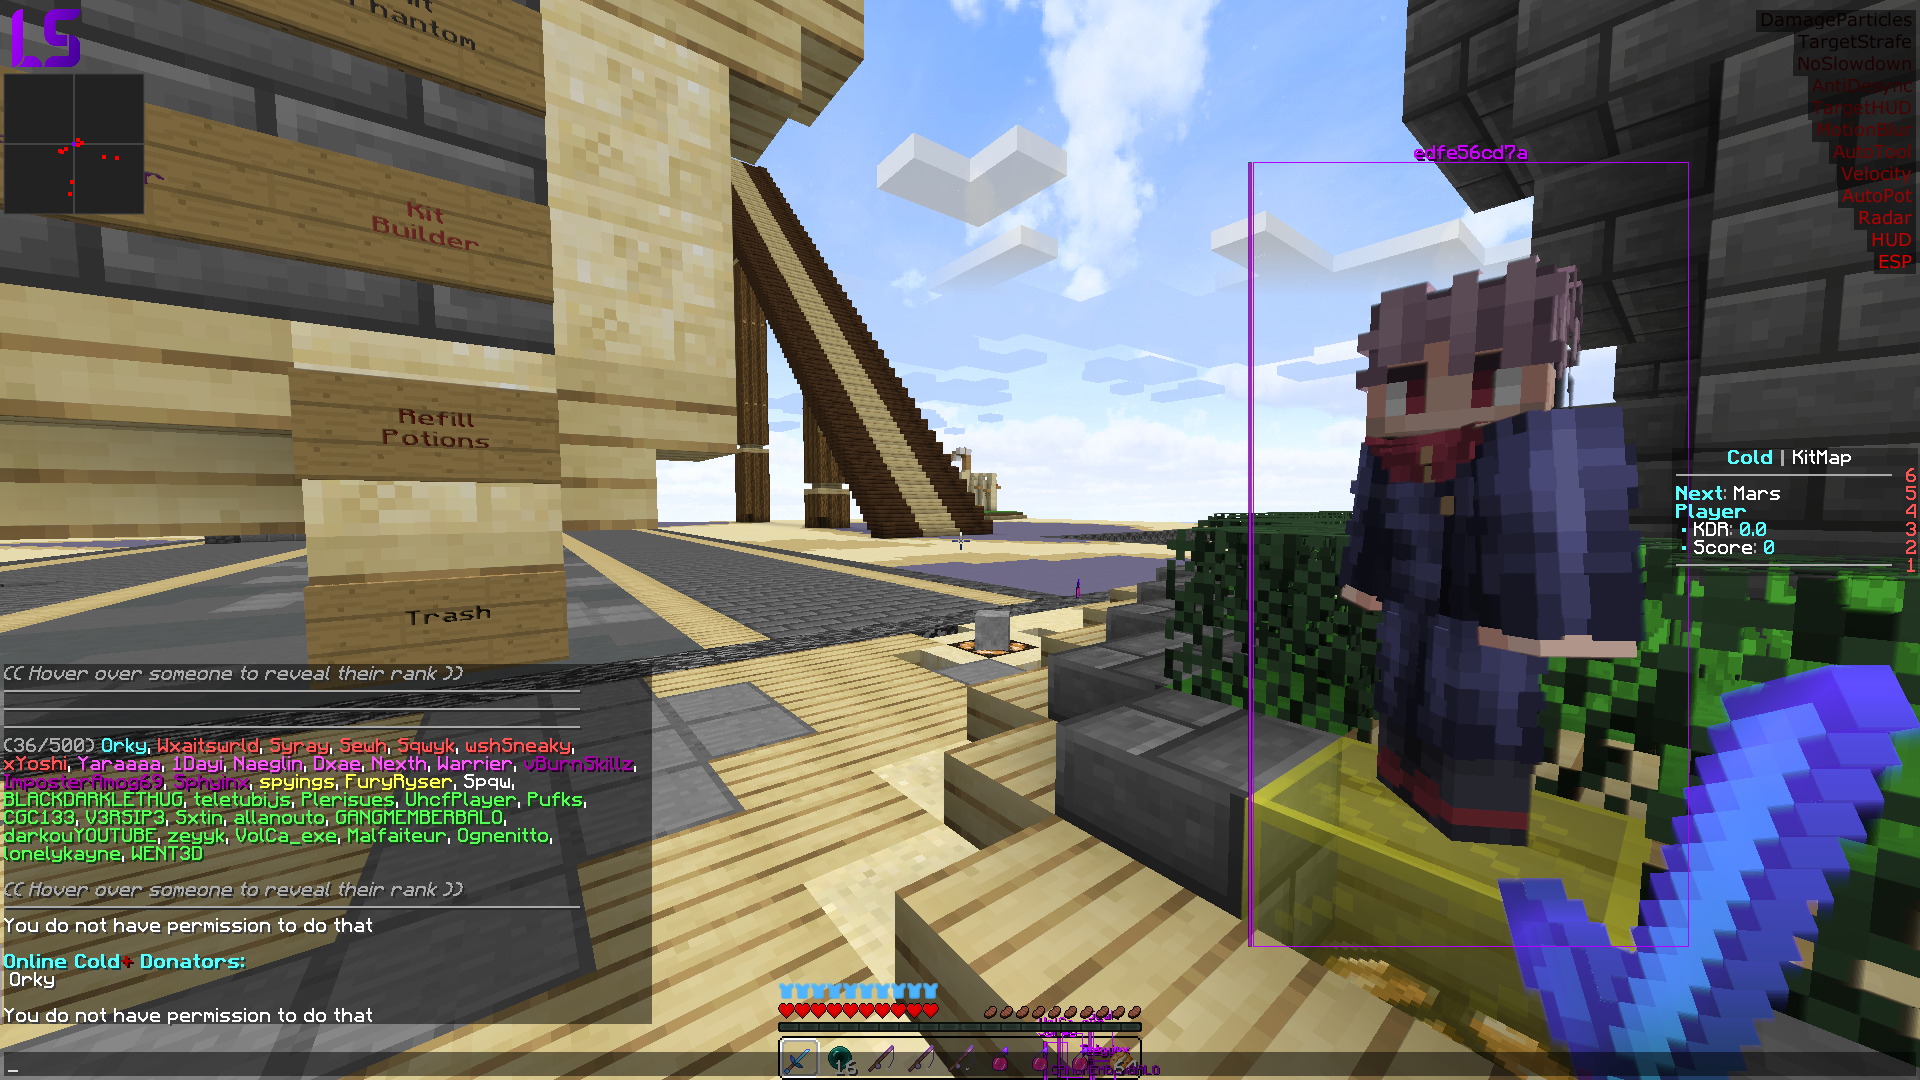 LS
Phantom
DamageParticles
TargetStrafe
NoSlowdown
AntiDesync
TargetHUD
MotionBlur
AutoTool
Velocity
AutoPot
Radar
HUD
ESP
edfe56cd7a
Kit
Builder
Refill
Potions
Trash
Cold | KitMap
6
Next: Mars
5
Player
4
• KDR: 0.0
3
• Score: 0
2
1
(( Hover over someone to reveal their rank ))
(36/500) Orky, Wxaitswrld, Syray, Sewh, Sqwyk, wshSneaky,
xYoshi, Yaraaaa, 1Dayi, Naeglin, Dxae, Nexth, Warrier, vBurnSkillz,
ImposterAmog69, Sphyinx, spyings, FuryRyser, Spqw,
BLACKDARKLETHUG, teletubijs, Plerisues, UhcfPlayer, Pufks,
CGC133, V3RSIP3, Sxtin, allanouto, GANGMEMBERBALO,
darkouYOUTUBE, zeyyk, VolCa_exe, Malfaiteur, Ognenitto,
lonelykayne, WENT3D
(( Hover over someone to reveal their rank ))
You do not have permission to do that
Online Cold+ Donators:
Orky
You do not have permission to do that
16
_